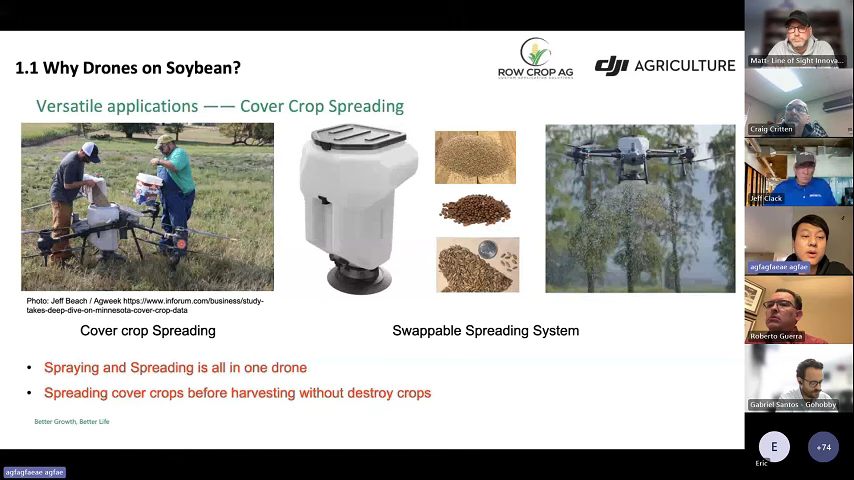 1.1 Why Drones on Soybean?
ROW CROP AG
dji AGRICULTURE
Versatile applications —— Cover Crop Spreading
Photo: Jeff Beach / Agweek https://www.inforum.com/business/study-
takes-deep-dive-on-minnesota-cover-crop-data
Cover crop Spreading
Swappable Spreading System
• Spraying and Spreading is all in one drone
• Spreading cover crops before harvesting without destroy crops
Better Growth, Better Life
agfagfaeae agfae
Matt- Line of Sight Innova...
Craig Critten
Jeff Clack
agfagfaeae agfae
Roberto Guerra
Gabriel Santos - Gohobby
E
Eric
+74